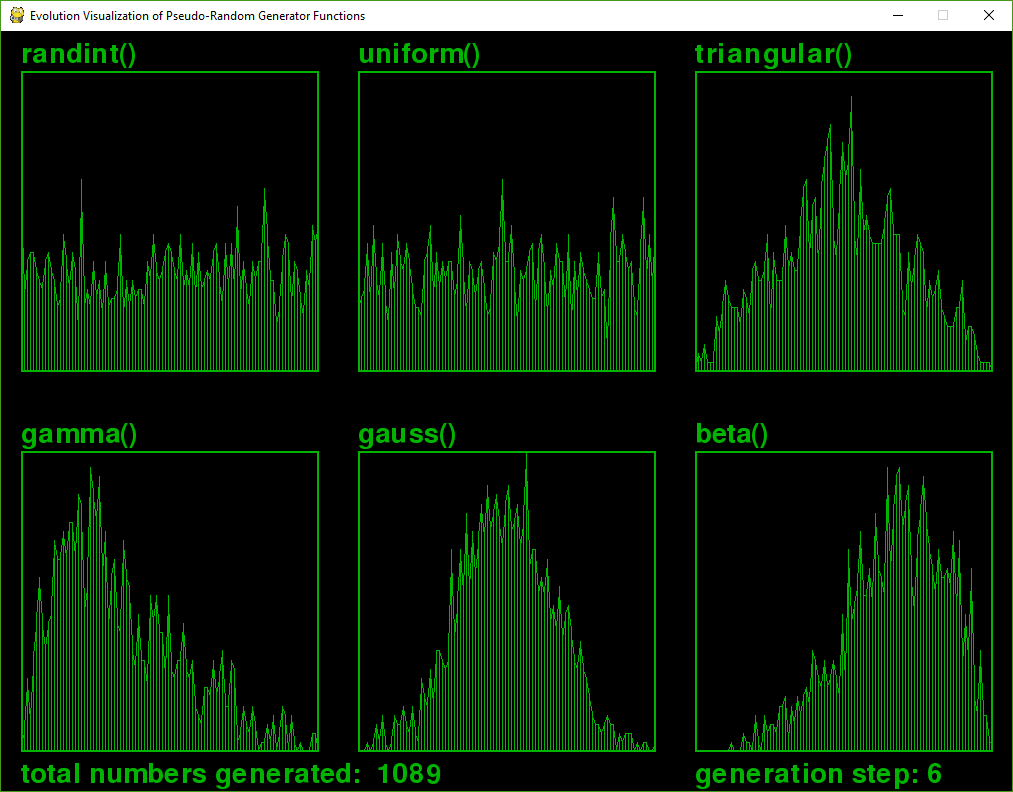 Evolution Visualization of Pseudo-Random Generator Functions
randint()
uniform()
triangular()
gamma()
gauss()
beta()
total numbers generated: 1089
generation step: 6